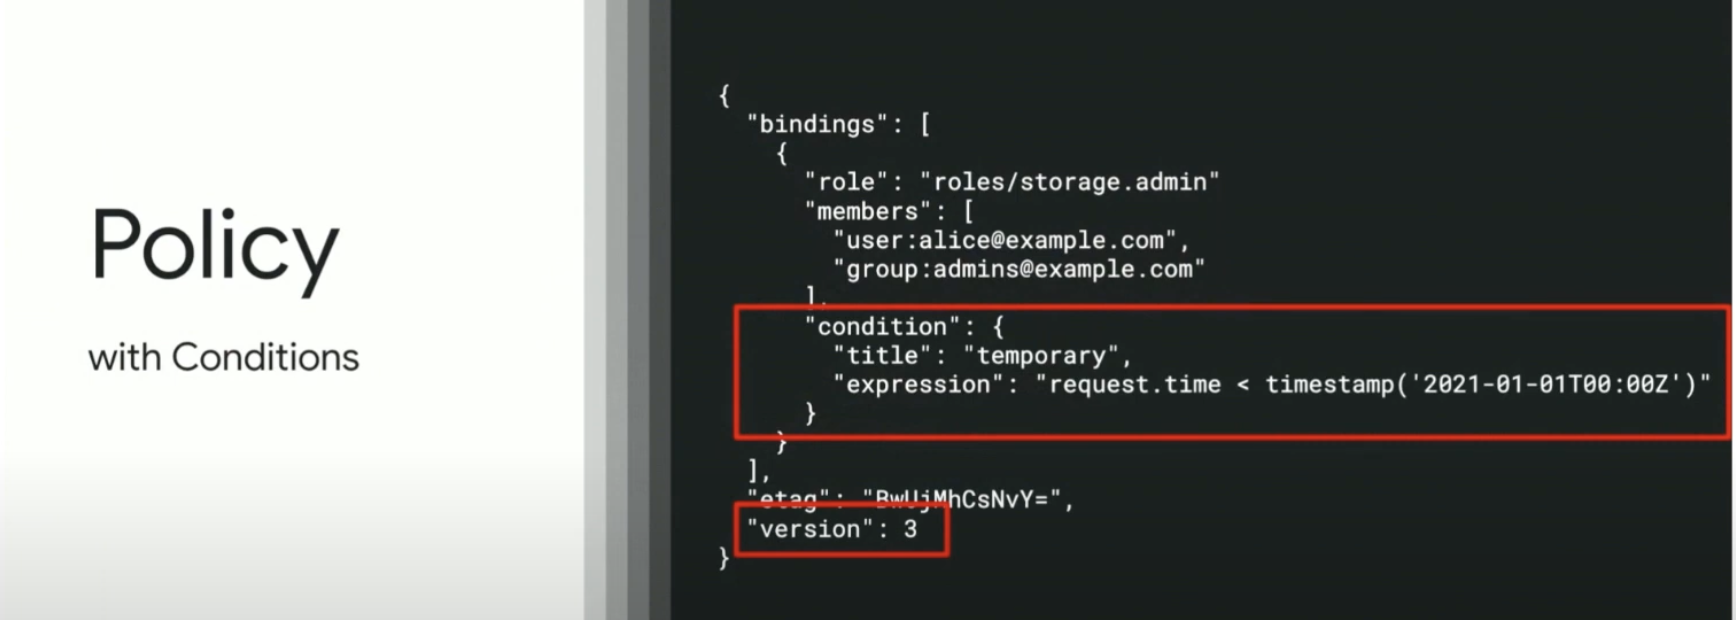 Policy
with Conditions
{
"bindings": [
{
"role": "roles/storage.admin"
"members": [
"user:alice@example.com",
"group:admins@example.com"
],
"condition": {
"title": "temporary",
"expression": "request.time < timestamp('2021-01-01T00:00Z')"
}
}
],
"etag": "BwUjMhCsNvY=",
"version": 3
}